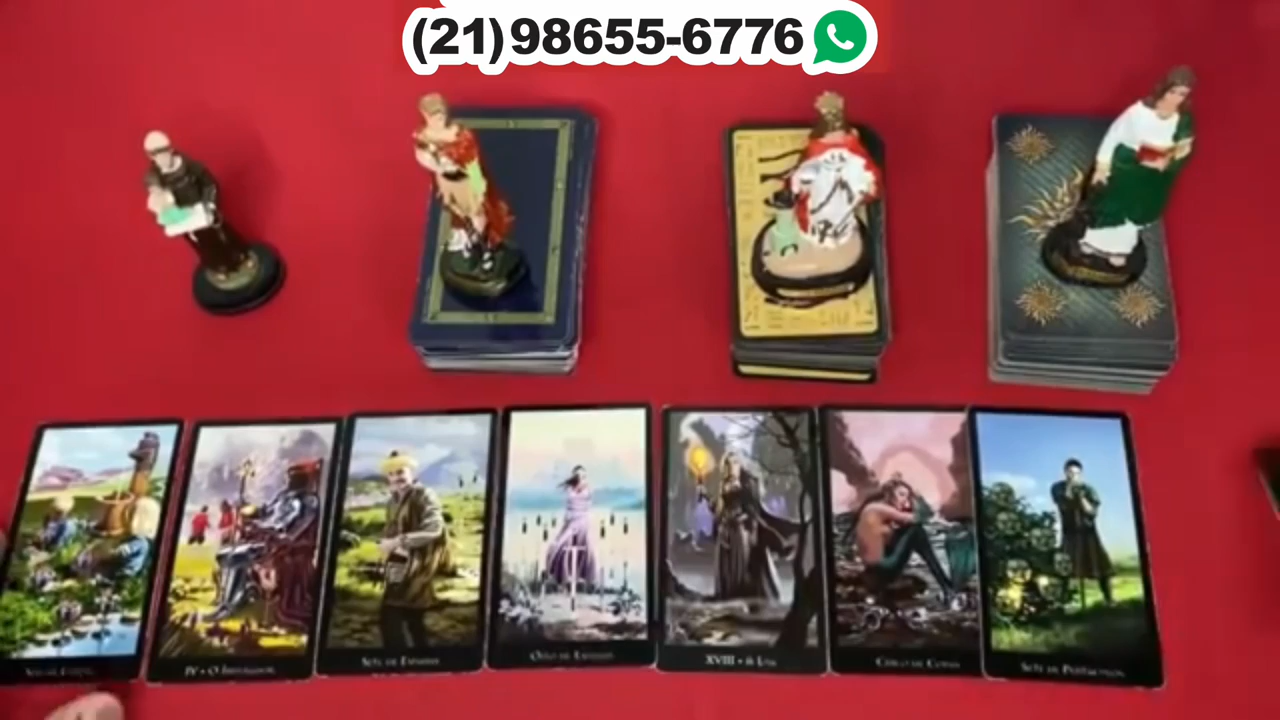 (21)98655-6776
IV • O Imperador
Sete de Espadas
Oito de Espadas
XVIII • A Lua
Cinco de Copas
Sete de Pentáculos